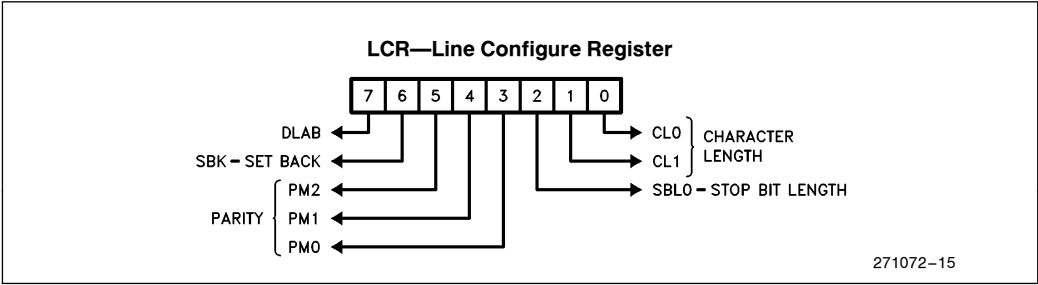 LCR—Line Configure Register
7 6 5 4 3 2 1 0
DLAB
SBK – SET BACK
PARITY
PM2
PM1
PM0
CL0
CL1
CHARACTER
LENGTH
SBL0 – STOP BIT LENGTH
271072–15